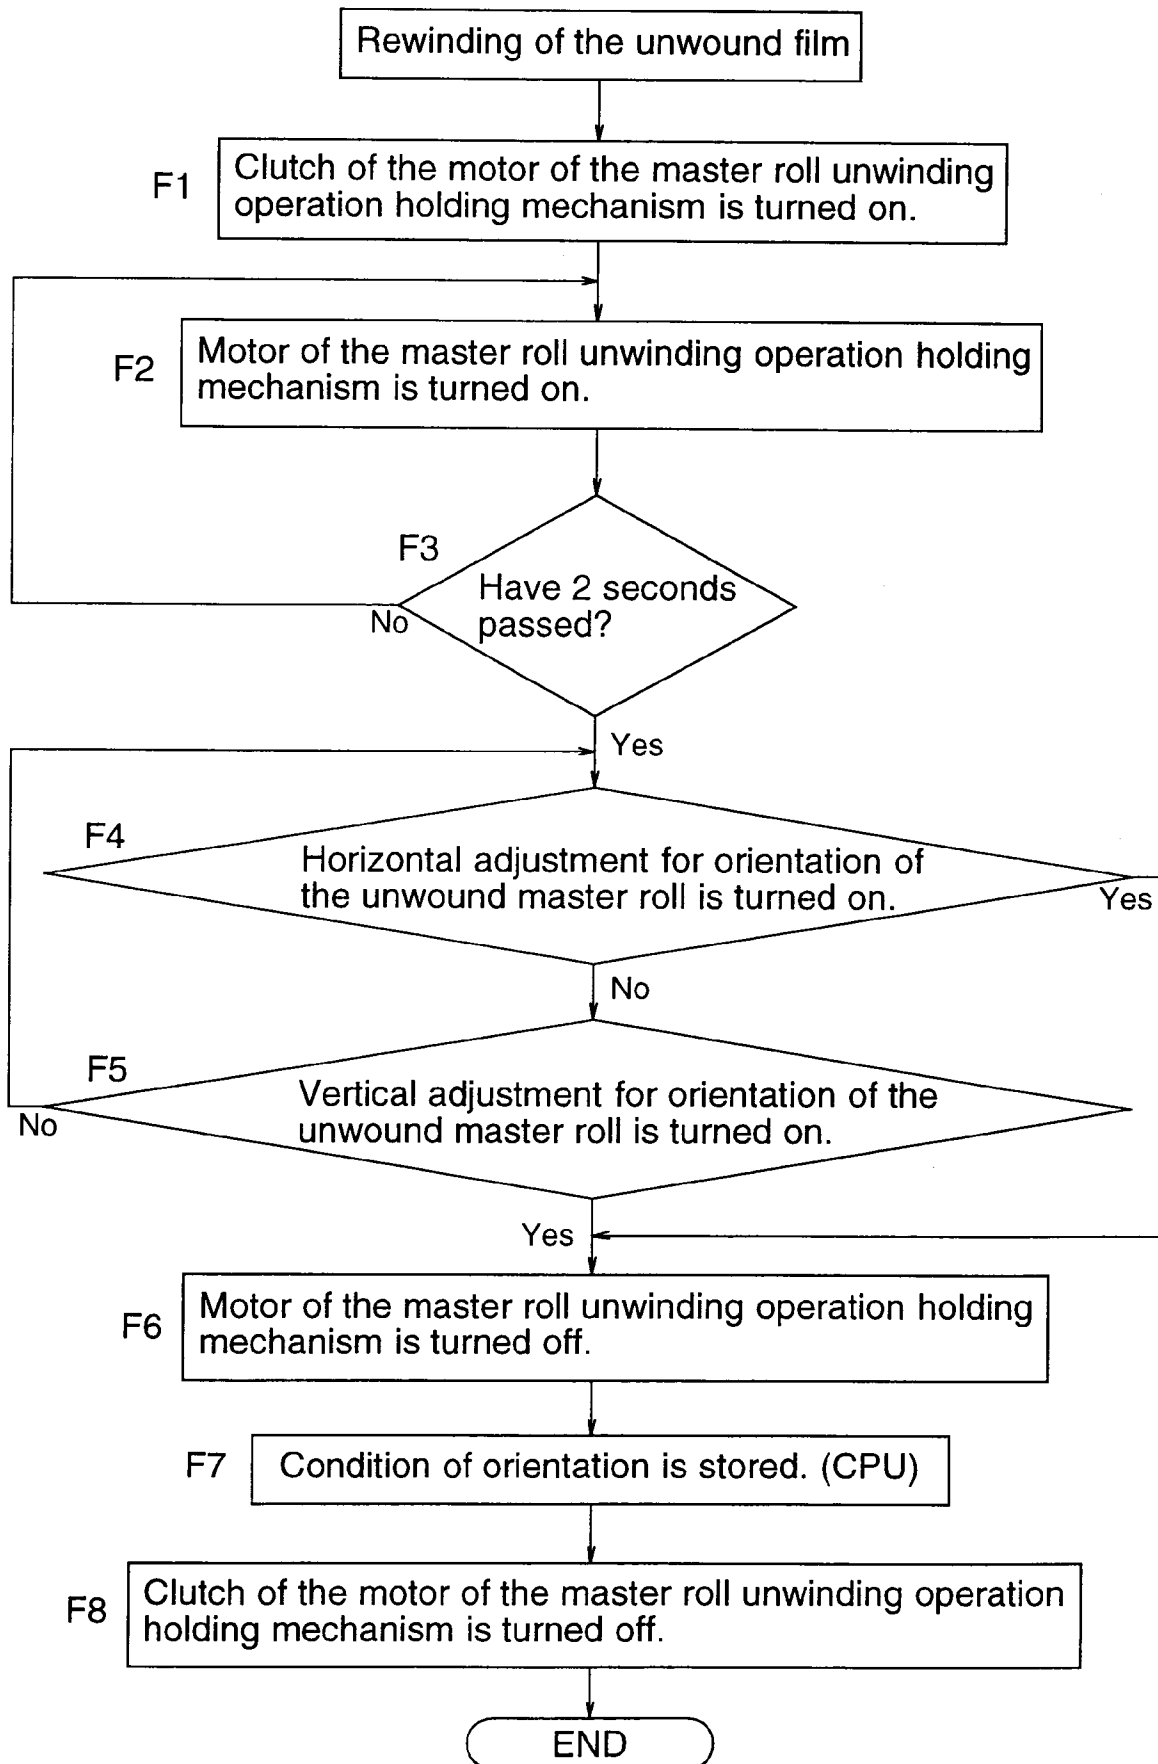 Rewinding of the unwound film
F1
Clutch of the motor of the master roll unwinding
operation holding mechanism is turned on.
F2
Motor of the master roll unwinding operation holding
mechanism is turned on.
F3
Have 2 seconds
passed?
No
Yes
F4
Horizontal adjustment for orientation of
the unwound master roll is turned on.
Yes
No
F5
Vertical adjustment for orientation of the
unwound master roll is turned on.
No
Yes
F6
Motor of the master roll unwinding operation holding
mechanism is turned off.
F7
Condition of orientation is stored. (CPU)
F8
Clutch of the motor of the master roll unwinding operation
holding mechanism is turned off.
END